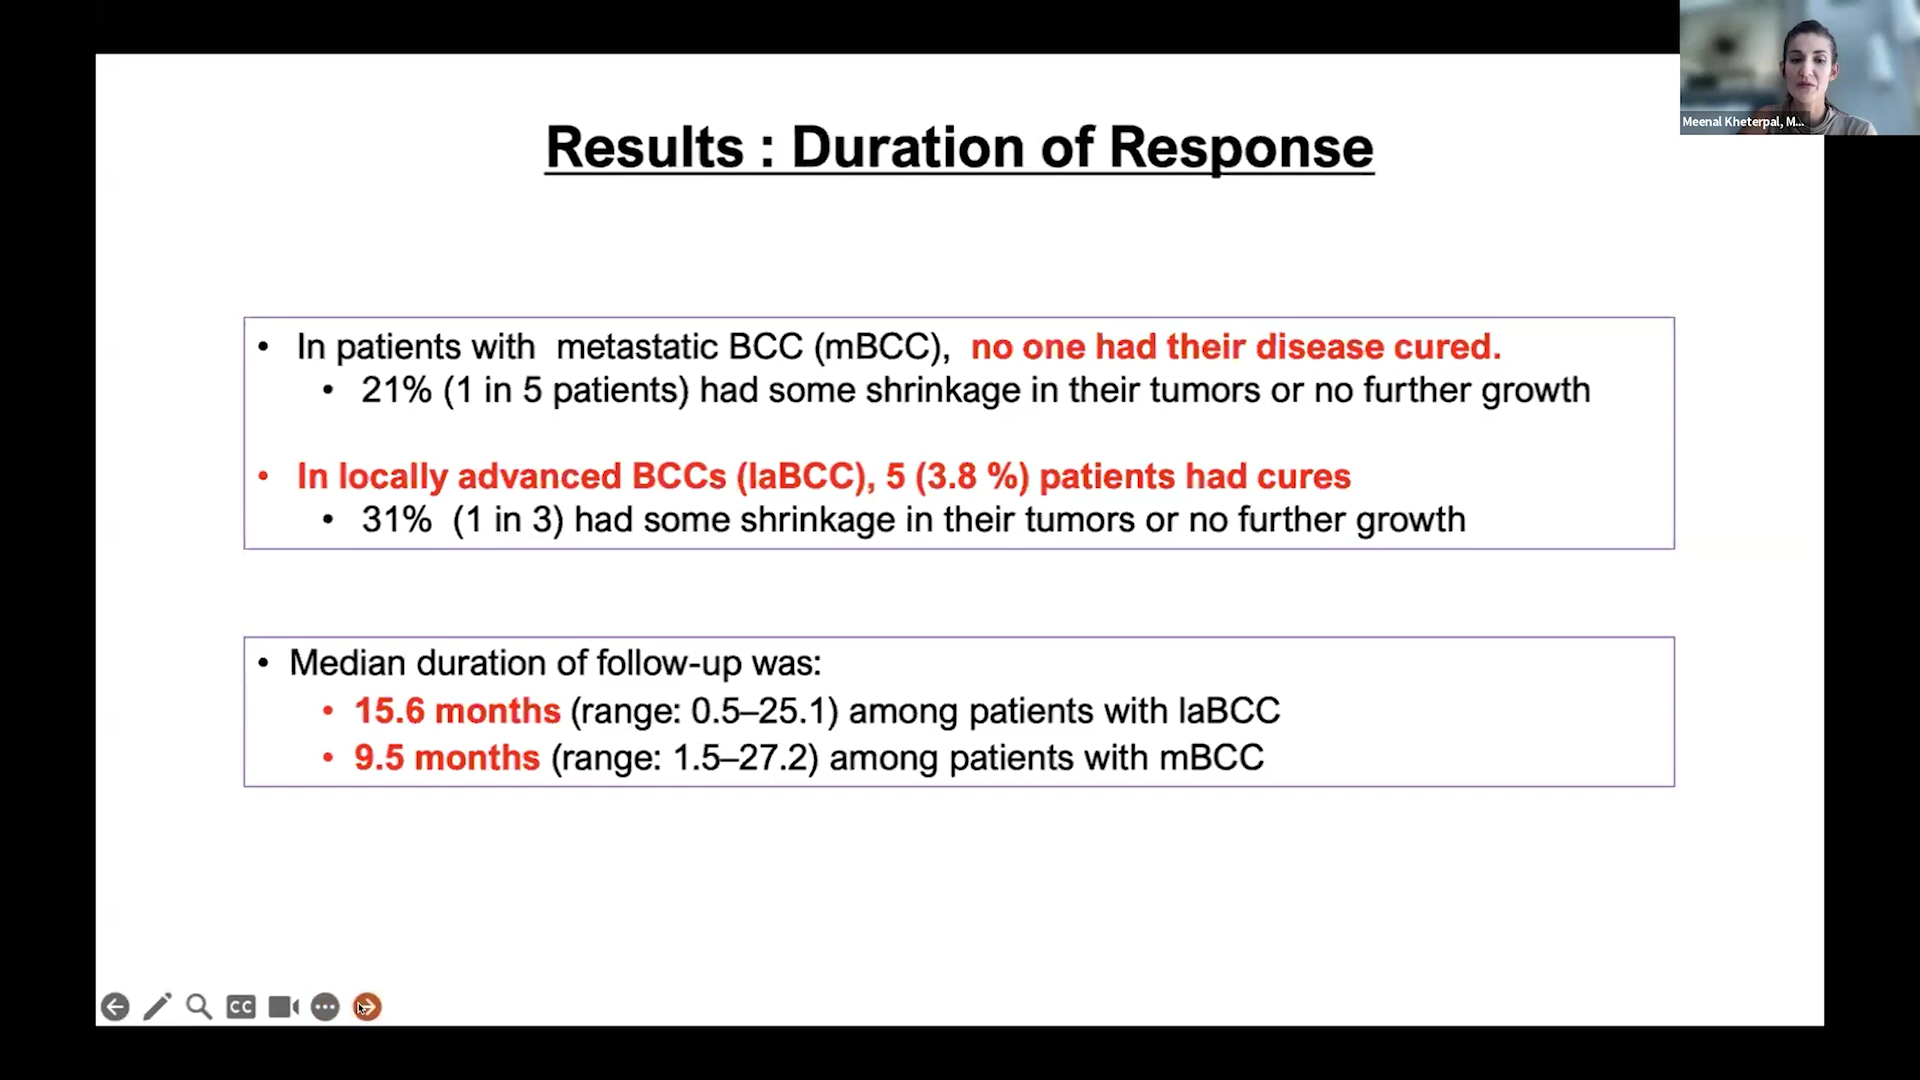 Meenal Kheterpal, M...
Results : Duration of Response
• In patients with metastatic BCC (mBCC), no one had their disease cured.
• 21% (1 in 5 patients) had some shrinkage in their tumors or no further growth
• In locally advanced BCCs (laBCC), 5 (3.8 %) patients had cures
• 31% (1 in 3) had some shrinkage in their tumors or no further growth
• Median duration of follow-up was:
• 15.6 months (range: 0.5–25.1) among patients with laBCC
• 9.5 months (range: 1.5–27.2) among patients with mBCC
CC